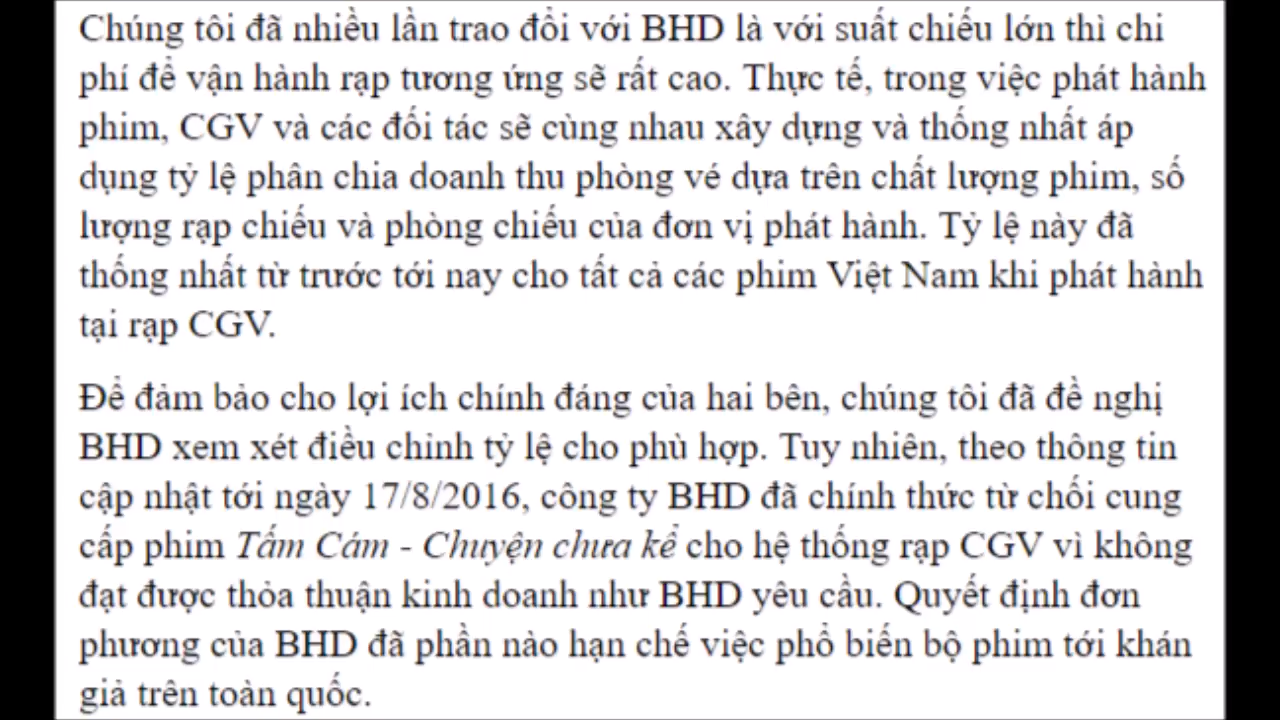 Chúng tôi đã nhiều lần trao đổi với BHD là với suất chiếu lớn thì chi
phí để vận hành rạp tương ứng sẽ rất cao. Thực tế, trong việc phát hành
phim, CGV và các đối tác sẽ cùng nhau xây dựng và thống nhất áp
dụng tỷ lệ phân chia doanh thu phòng vé dựa trên chất lượng phim, số
lượng rạp chiếu và phòng chiếu của đơn vị phát hành. Tỷ lệ này đã
thống nhất từ trước tới nay cho tất cả các phim Việt Nam khi phát hành
tại rạp CGV.
Để đảm bảo cho lợi ích chính đáng của hai bên, chúng tôi đã đề nghị
BHD xem xét điều chỉnh tỷ lệ cho phù hợp. Tuy nhiên, theo thông tin
cập nhật tới ngày 17/8/2016, công ty BHD đã chính thức từ chối cung
cấp phim Tấm Cám - Chuyện chưa kể cho hệ thống rạp CGV vì không
đạt được thỏa thuận kinh doanh như BHD yêu cầu. Quyết định đơn
phương của BHD đã phần nào hạn chế việc phổ biến bộ phim tới khán
giả trên toàn quốc.